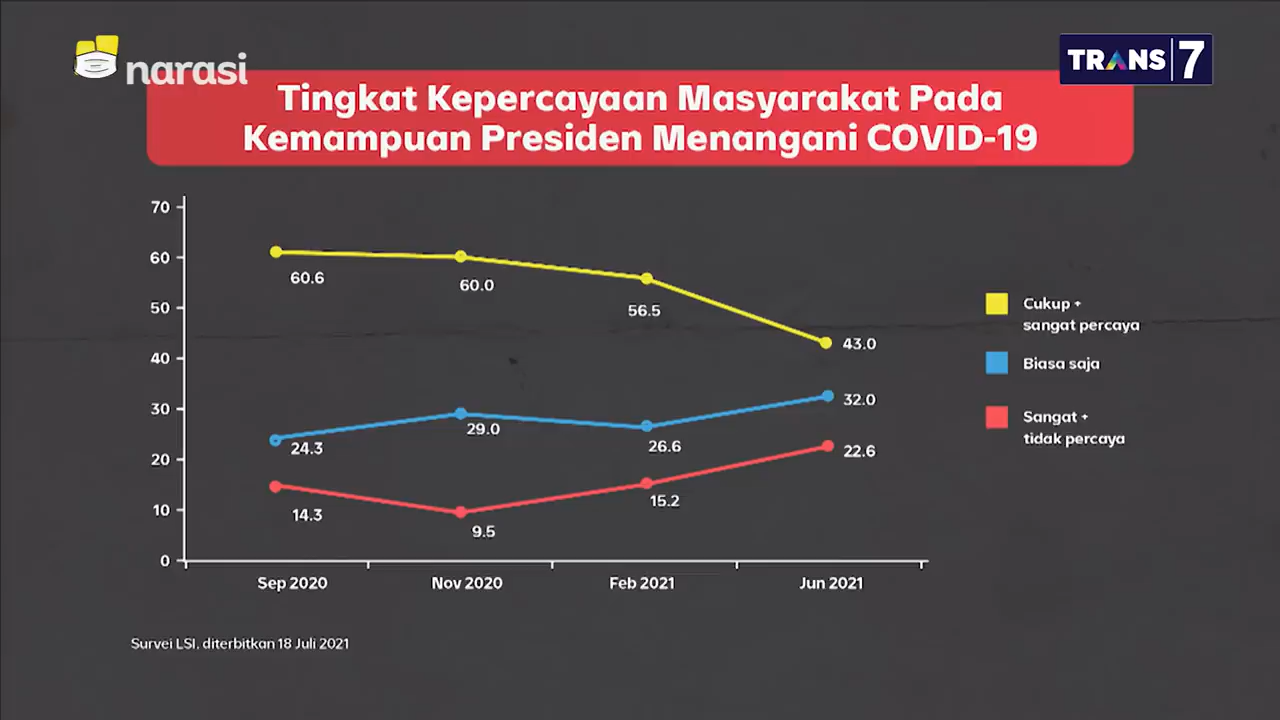 narasi
TRANS 7
Tingkat Kepercayaan Masyarakat Pada
Kemampuan Presiden Menangani COVID-19
70
60
50
40
30
20
10
0
60.6
60.0
56.5
43.0
24.3
29.0
26.6
32.0
14.3
9.5
15.2
22.6
Sep 2020
Nov 2020
Feb 2021
Jun 2021
Cukup +
sangat percaya
Biasa saja
Sangat +
tidak percaya
Survei LSI, diterbitkan 18 Juli 2021